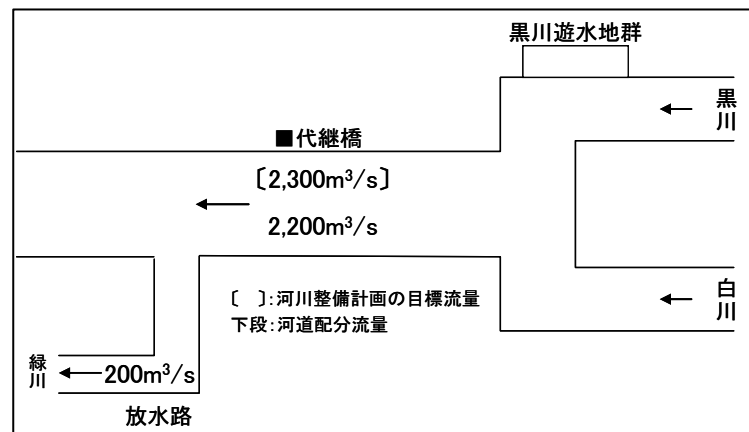 黒川遊水地群
黒川
■代継橋
〔2,300m³/s〕
2,200m³/s
〔　〕:河川整備計画の目標流量
下段:河道配分流量
白川
緑川
200m³/s
放水路